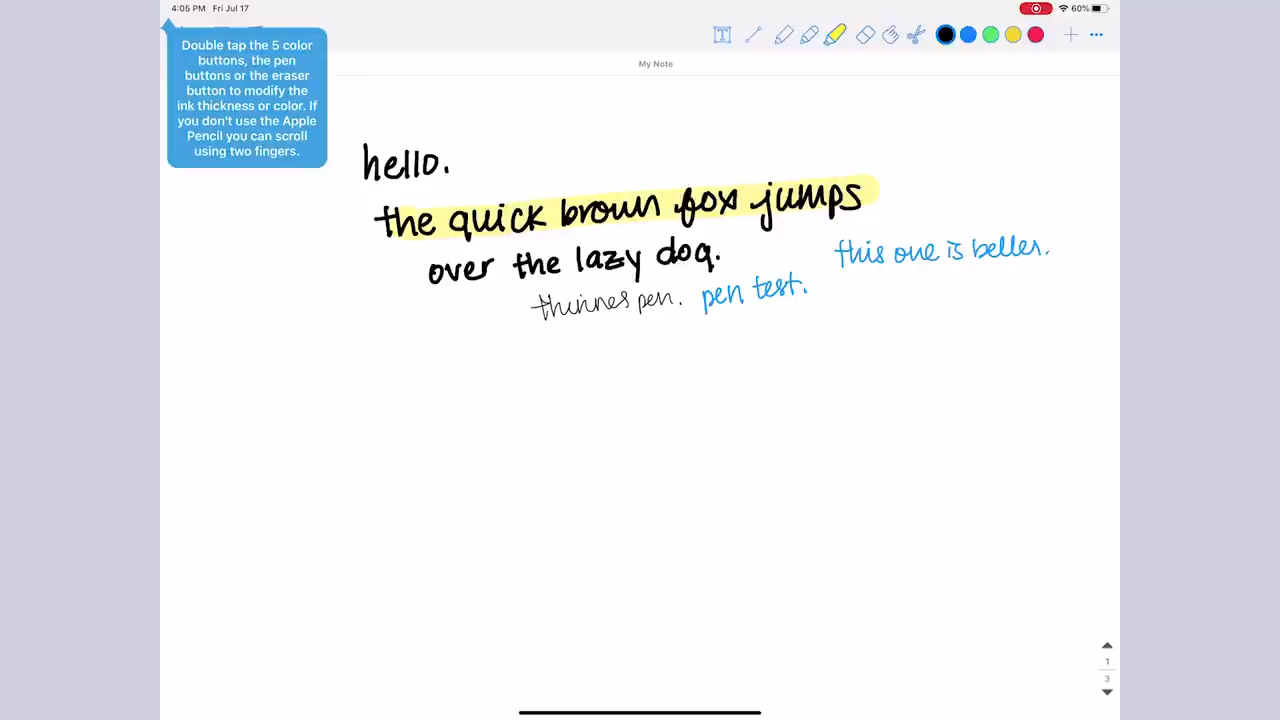 4:05 PM Fri Jul 17
60%
Double tap the 5 color
buttons, the pen
buttons or the eraser
button to modify the
ink thickness or color. If
you don't use the Apple
Pencil you can scroll
using two fingers.
T
My Note
hello.
the quick brown fox jumps
over the lazy dog.
this one is better.
thinnes pen. pen test.
1
3